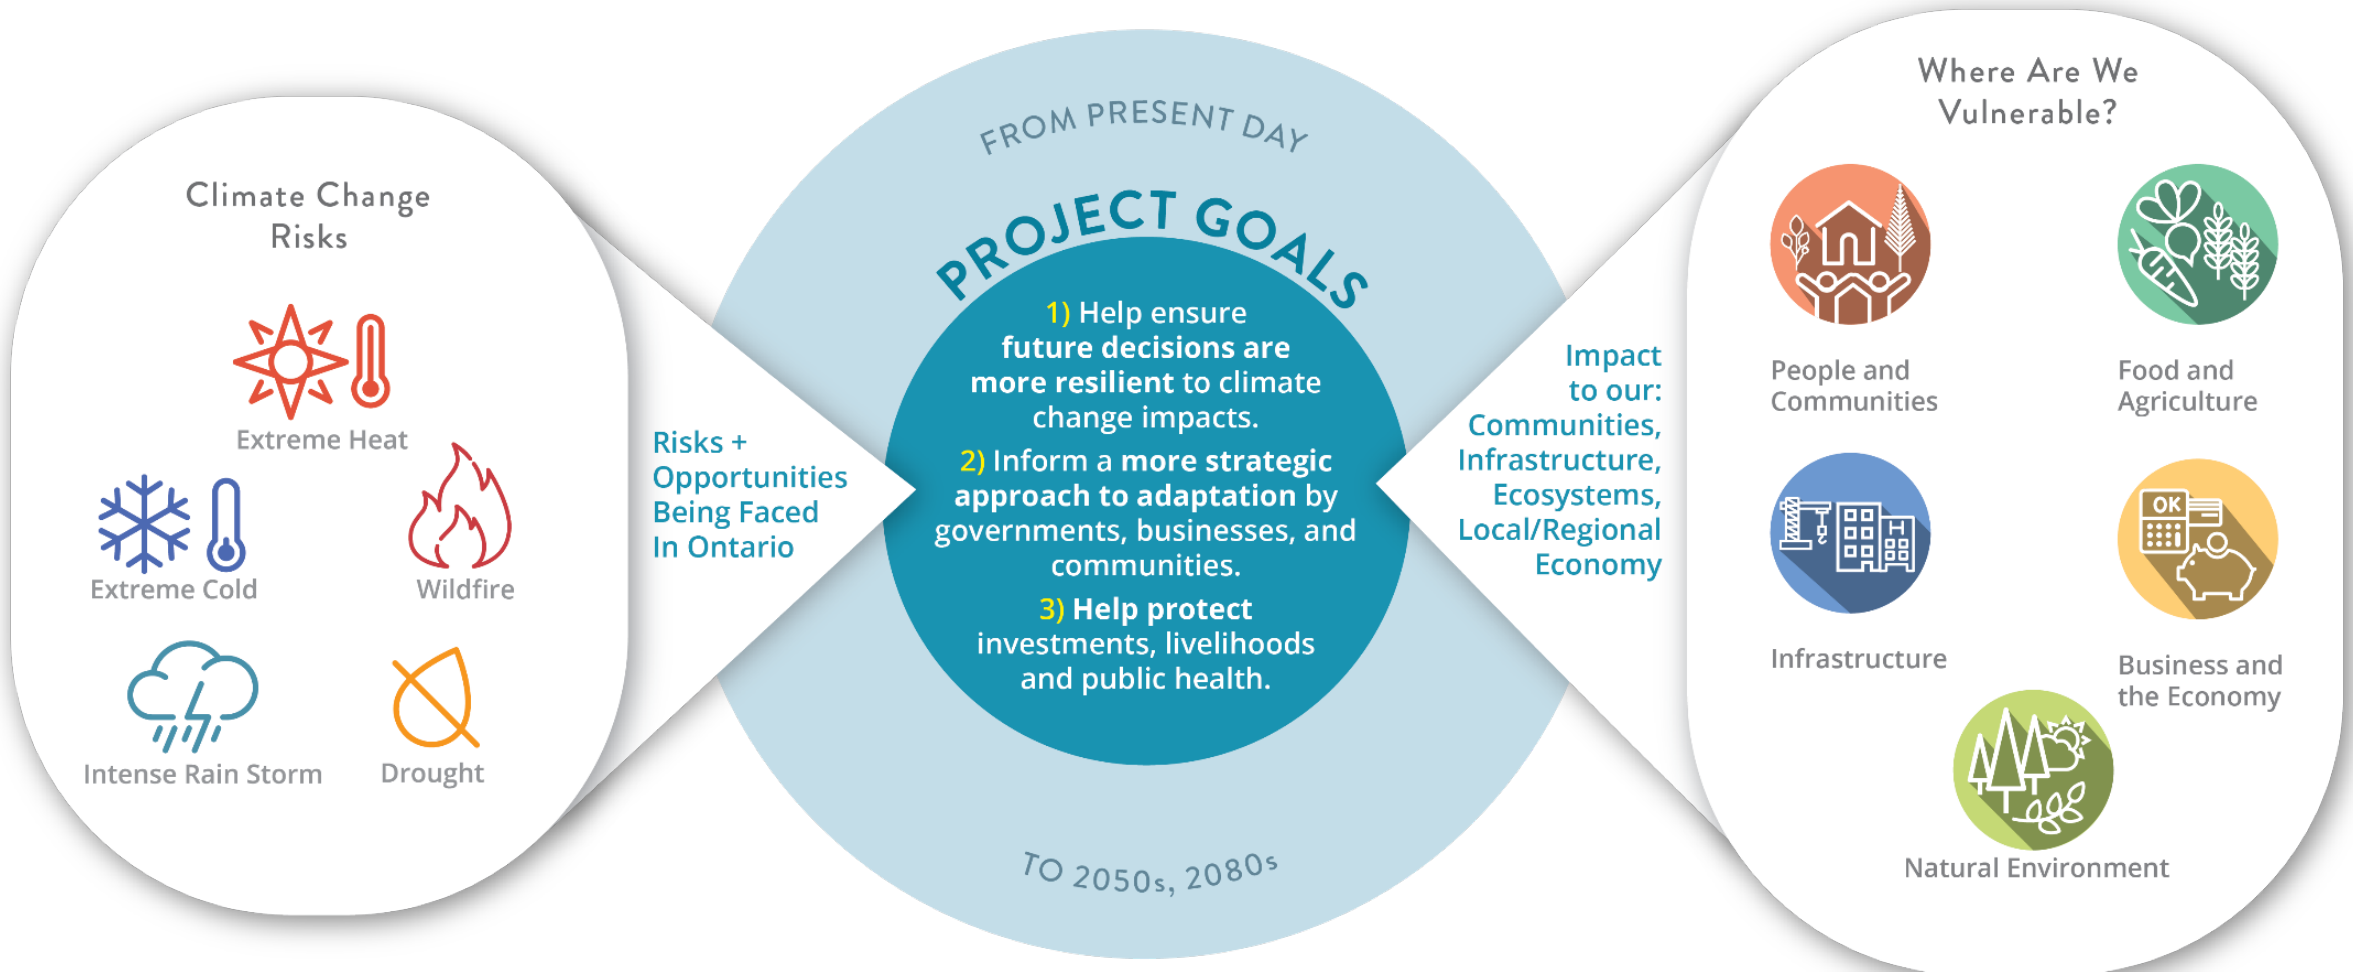 Climate Change
Risks
Extreme Heat
Extreme Cold
Wildfire
Intense Rain Storm
Drought
Risks +
Opportunities
Being Faced
In Ontario
FROM PRESENT DAY
PROJECT GOALS
1) Help ensure
future decisions are
more resilient to climate
change impacts.
2) Inform a more strategic
approach to adaptation by
governments, businesses, and
communities.
3) Help protect
investments, livelihoods
and public health.
TO 2050s, 2080s
Impact
to our:
Communities,
Infrastructure,
Ecosystems,
Local/Regional
Economy
Where Are We
Vulnerable?
People and
Communities
Food and
Agriculture
H
Infrastructure
OK
Business and
the Economy
Natural Environment